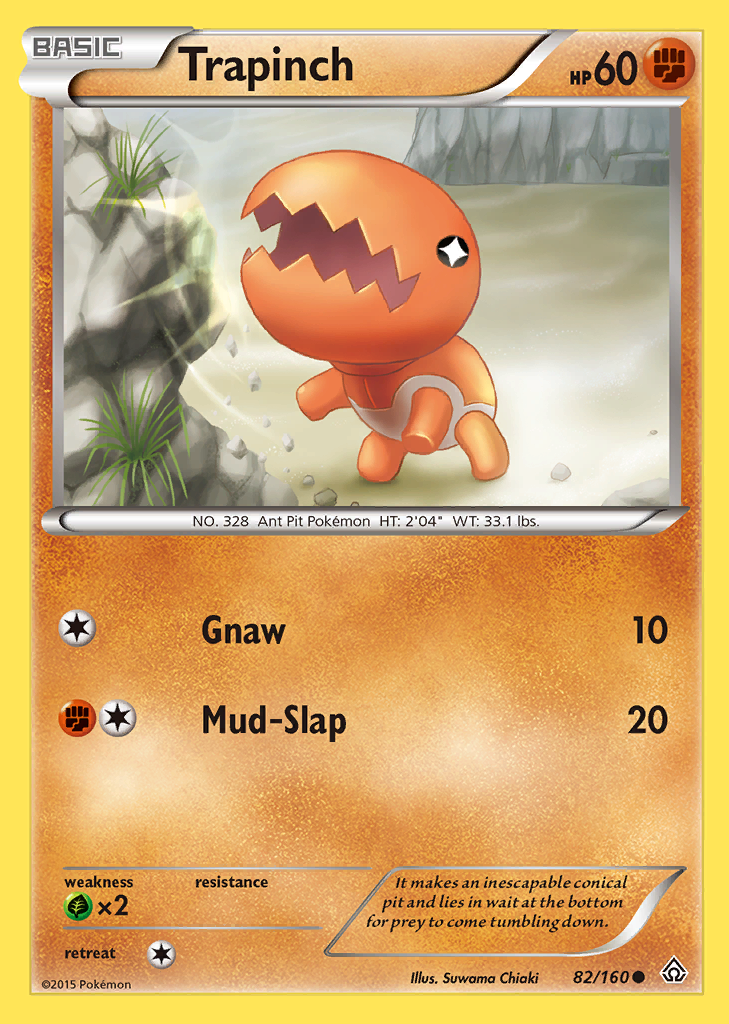 BASIC
Trapinch
HP 60
NO. 328 Ant Pit Pokémon HT: 2'04" WT: 33.1 lbs.
Gnaw 10
Mud-Slap 20
weakness resistance
×2
retreat
It makes an inescapable conical
pit and lies in wait at the bottom
for prey to come tumbling down.
©2015 Pokémon
Illus. Suwama Chiaki
82/160